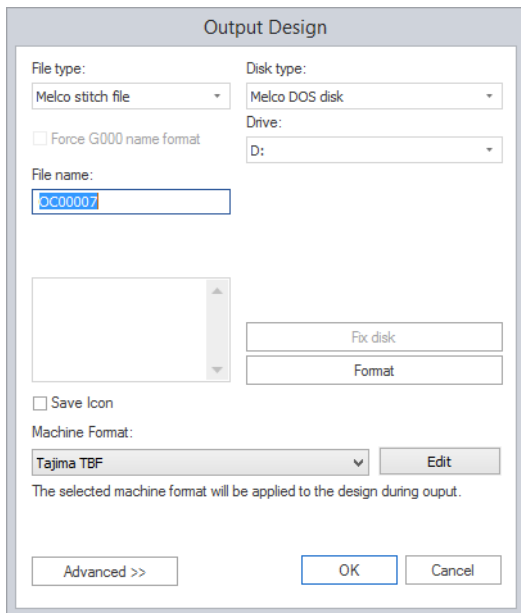 Output Design
File type:
Disk type:
Melco stitch file
Melco DOS disk
Force G000 name format
Drive:
D:
File name:
OC00007
Fix disk
Format
Save Icon
Machine Format:
Tajima TBF
Edit
The selected machine format will be applied to the design during ouput.
Advanced >>
OK
Cancel